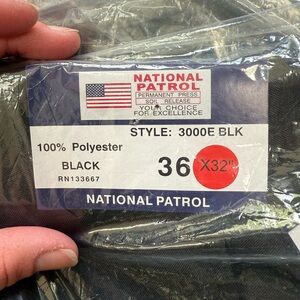 NATIONAL
PATROL
PERMANENT PRESS
SOIL RELEASE
YOUR CHOICE
FOR EXCELLENCE
STYLE: 3000E BLK
100% Polyester
BLACK
36 X32"
RN133667
NATIONAL PATROL